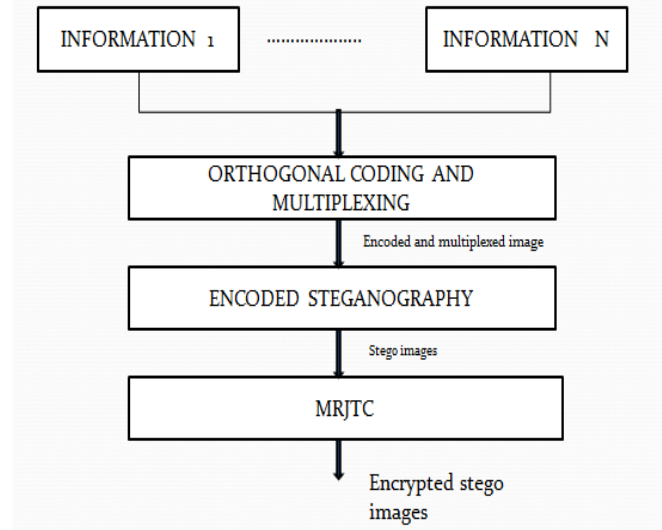 INFORMATION 1 ..................... INFORMATION N
ORTHOGONAL CODING AND
MULTIPLEXING
Encoded and multiplexed image
ENCODED STEGANOGRAPHY
Stego images
MRJTC
Encrypted stego
images